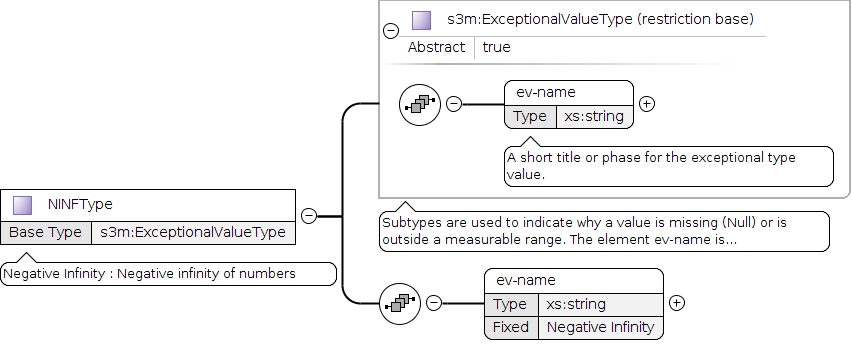 s3m:ExceptionalValueType (restriction base)
Abstract true
ev-name
Type xs:string
A short title or phase for the exceptional type
value.
NINFType
Base Type s3m:ExceptionalValueType
Negative Infinity : Negative infinity of numbers
Subtypes are used to indicate why a value is missing (Null) or is
outside a measurable range. The element ev-name is...
ev-name
Type xs:string
Fixed Negative Infinity